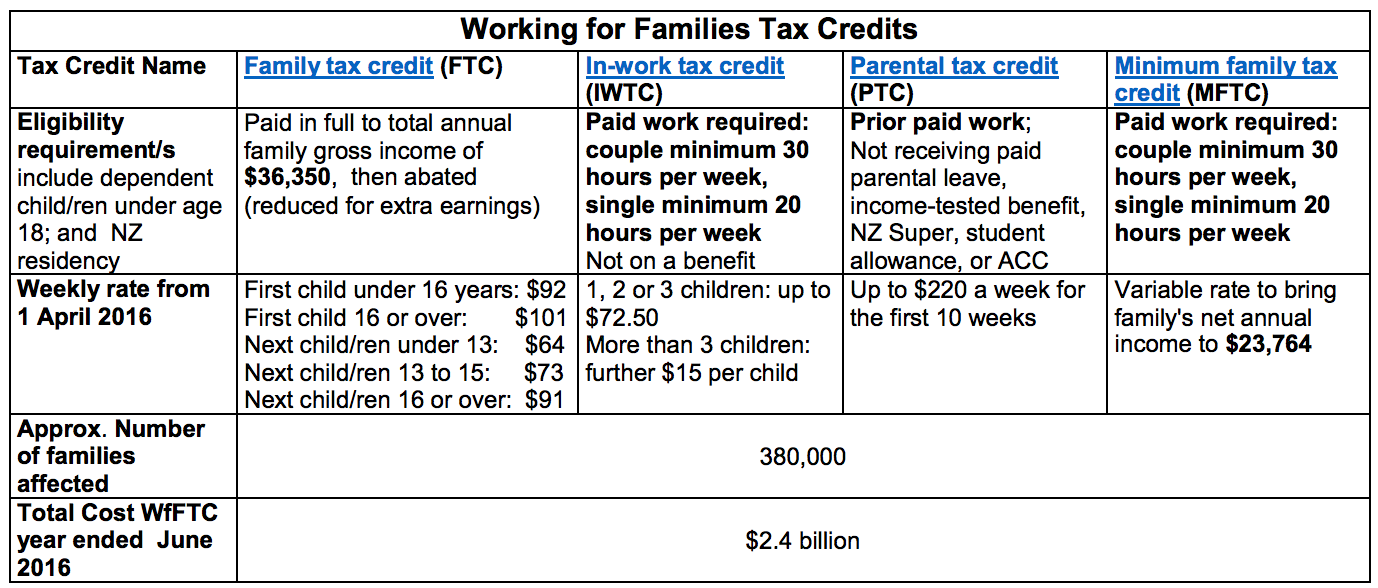 Working for Families Tax Credits
Tax Credit Name
Family tax credit (FTC)
In-work tax credit
(IWTC)
Parental tax credit
(PTC)
Minimum family tax
credit (MFTC)
Eligibility
requirement/s
include dependent
child/ren under age
18; and NZ
residency
Paid in full to total annual
family gross income of
$36,350, then abated
(reduced for extra earnings)
Paid work required:
couple minimum 30
hours per week,
single minimum 20
hours per week
Not on a benefit
Prior paid work;
Not receiving paid
parental leave,
income-tested benefit,
NZ Super, student
allowance, or ACC
Paid work required:
couple minimum 30
hours per week,
single minimum 20
hours per week
Weekly rate from
1 April 2016
First child under 16 years: $92
First child 16 or over: $101
Next child/ren under 13: $64
Next child/ren 13 to 15: $73
Next child/ren 16 or over: $91
1, 2 or 3 children: up to
$72.50
More than 3 children:
further $15 per child
Up to $220 a week for
the first 10 weeks
Variable rate to bring
family's net annual
income to $23,764
Approx. Number
of families
affected
380,000
Total Cost WfFTC
year ended June
2016
$2.4 billion